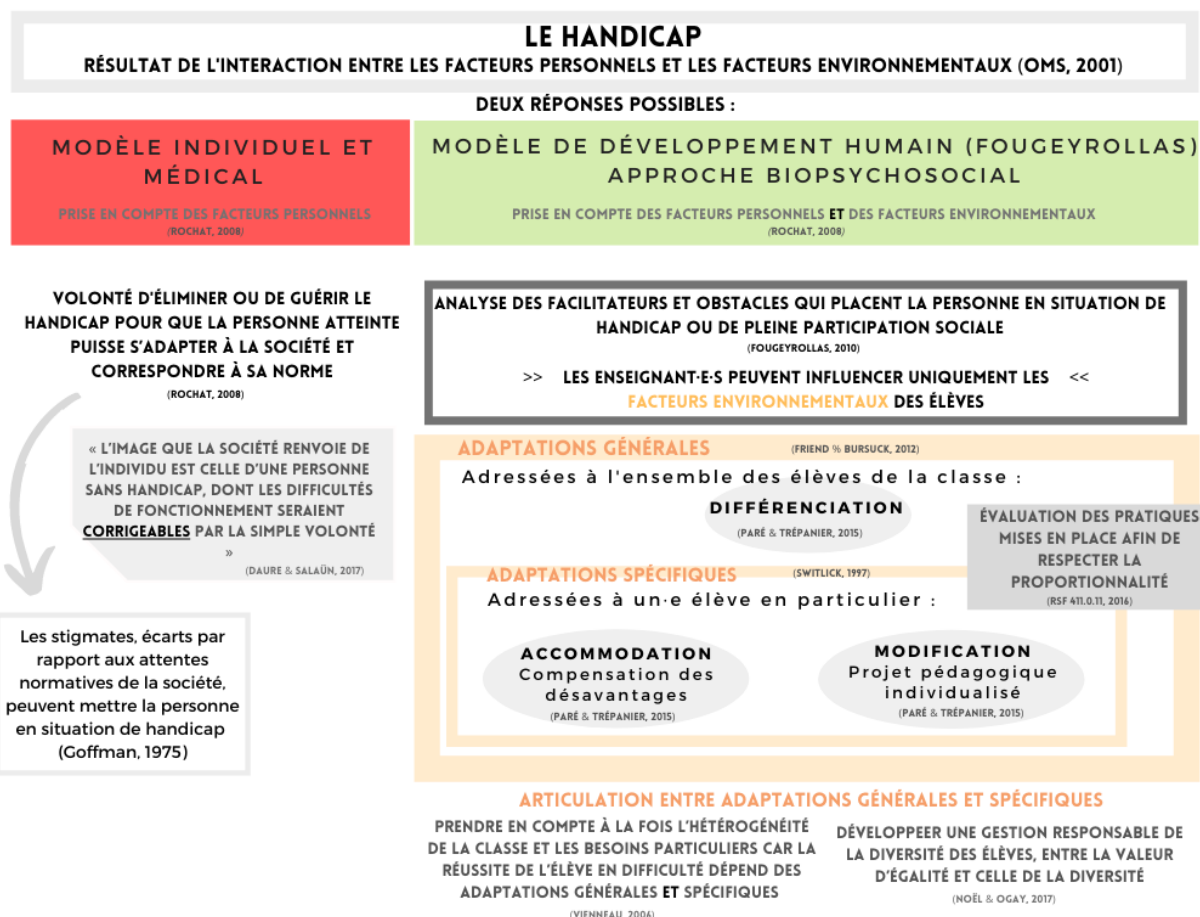 LE HANDICAP
RÉSULTAT DE L'INTERACTION ENTRE LES FACTEURS PERSONNELS ET LES FACTEURS ENVIRONNEMENTAUX (OMS, 2001)
DEUX RÉPONSES POSSIBLES :
MODÈLE INDIVIDUEL ET
MÉDICAL
PRISE EN COMPTE DES FACTEURS PERSONNELS
(ROCHAT, 2008)
MODÈLE DE DÉVELOPPEMENT HUMAIN (FOUGEYROLLAS)
APPROCHE BIOPSYCHOSOCIAL
PRISE EN COMPTE DES FACTEURS PERSONNELS ET DES FACTEURS ENVIRONNEMENTAUX
(ROCHAT, 2008)
VOLONTÉ D'ÉLIMINER OU DE GUÉRIR LE
HANDICAP POUR QUE LA PERSONNE ATTEINTE
PUISSE S'ADAPTER À LA SOCIÉTÉ ET
CORRESPONDRE À SA NORME
(ROCHAT, 2008)
« L'IMAGE QUE LA SOCIÉTÉ RENVOIE DE
L'INDIVIDU EST CELLE D'UNE PERSONNE
SANS HANDICAP, DONT LES DIFFICULTÉS
DE FONCTIONNEMENT SERAIENT
CORRIGEABLES PAR LA SIMPLE VOLONTÉ
»
(DAURE & SALAÜN, 2017)
Les stigmates, écarts par
rapport aux attentes
normatives de la société,
peuvent mettre la personne
en situation de handicap
(Goffman, 1975)
ANALYSE DES FACILITATEURS ET OBSTACLES QUI PLACENT LA PERSONNE EN SITUATION DE
HANDICAP OU DE PLEINE PARTICIPATION SOCIALE
(FOUGEYROLLAS, 2010)
>> LES ENSEIGNANT·E·S PEUVENT INFLUENCER UNIQUEMENT LES <<
FACTEURS ENVIRONNEMENTAUX DES ÉLÈVES
ADAPTATIONS GÉNÉRALES (FRIEND % BURSUCK, 2012)
Adressées à l'ensemble des élèves de la classe :
DIFFÉRENCIATION
(PARÉ & TRÉPANIER, 2015)
ÉVALUATION DES PRATIQUES
MISES EN PLACE AFIN DE
RESPECTER LA
PROPORTIONNALITÉ
(RSF 411.0.11, 2016)
ADAPTATIONS SPÉCIFIQUES (SWITLICK, 1997)
Adressées à un·e élève en particulier :
ACCOMMODATION
Compensation des
désavantages
(PARÉ & TRÉPANIER, 2015)
MODIFICATION
Projet pédagogique
individualisé
(PARÉ & TRÉPANIER, 2015)
ARTICULATION ENTRE ADAPTATIONS GÉNÉRALES ET SPÉCIFIQUES
PRENDRE EN COMPTE À LA FOIS L'HÉTÉROGÉNÉITÉ
DE LA CLASSE ET LES BESOINS PARTICULIERS CAR LA
RÉUSSITE DE L'ÉLÈVE EN DIFFICULTÉ DÉPEND DES
ADAPTATIONS GÉNÉRALES ET SPÉCIFIQUES
(VIENNEAU, 2006)
DÉVELOPPEER UNE GESTION RESPONSABLE DE
LA DIVERSITÉ DES ÉLÈVES, ENTRE LA VALEUR
D'ÉGALITÉ ET CELLE DE LA DIVERSITÉ
(NOËL & OGAY, 2017)